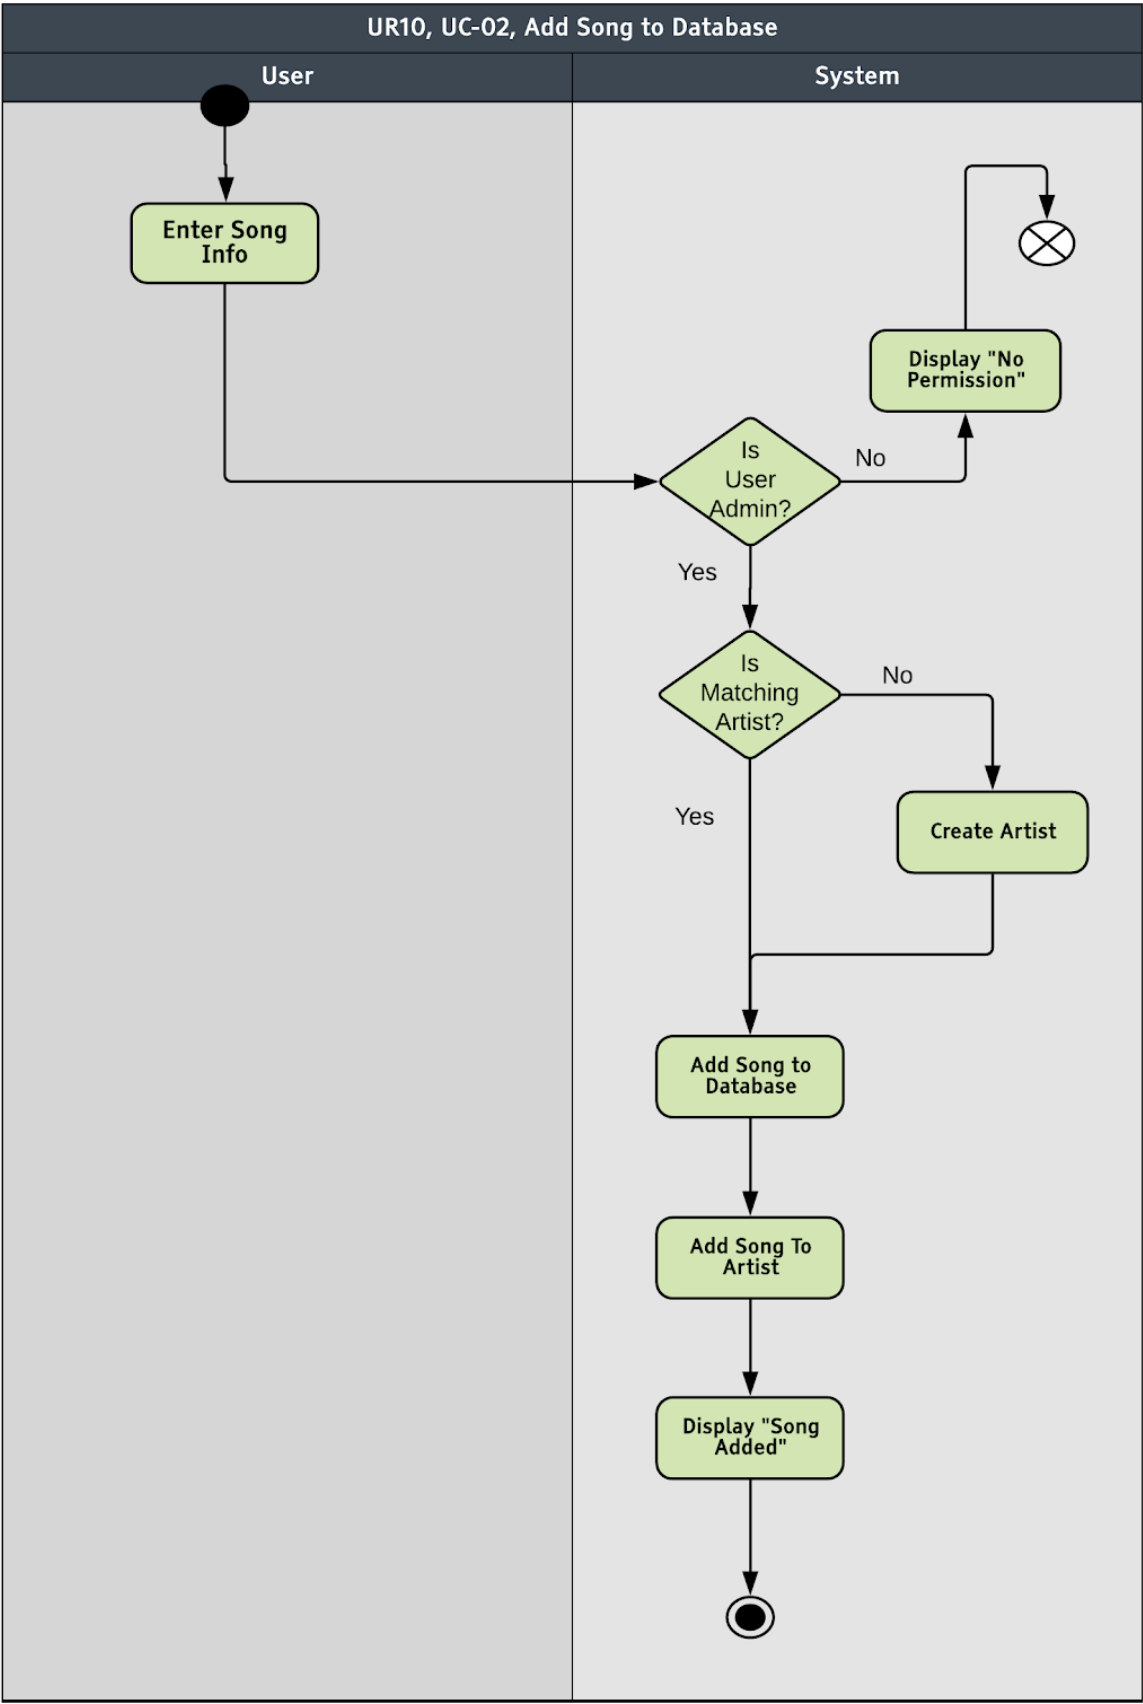 UR10, UC-02, Add Song to Database
User
System
Enter Song
Info
Display "No
Permission"
Is
User
Admin?
No
Yes
Is
Matching
Artist?
No
Yes
Create Artist
Add Song to
Database
Add Song To
Artist
Display "Song
Added"